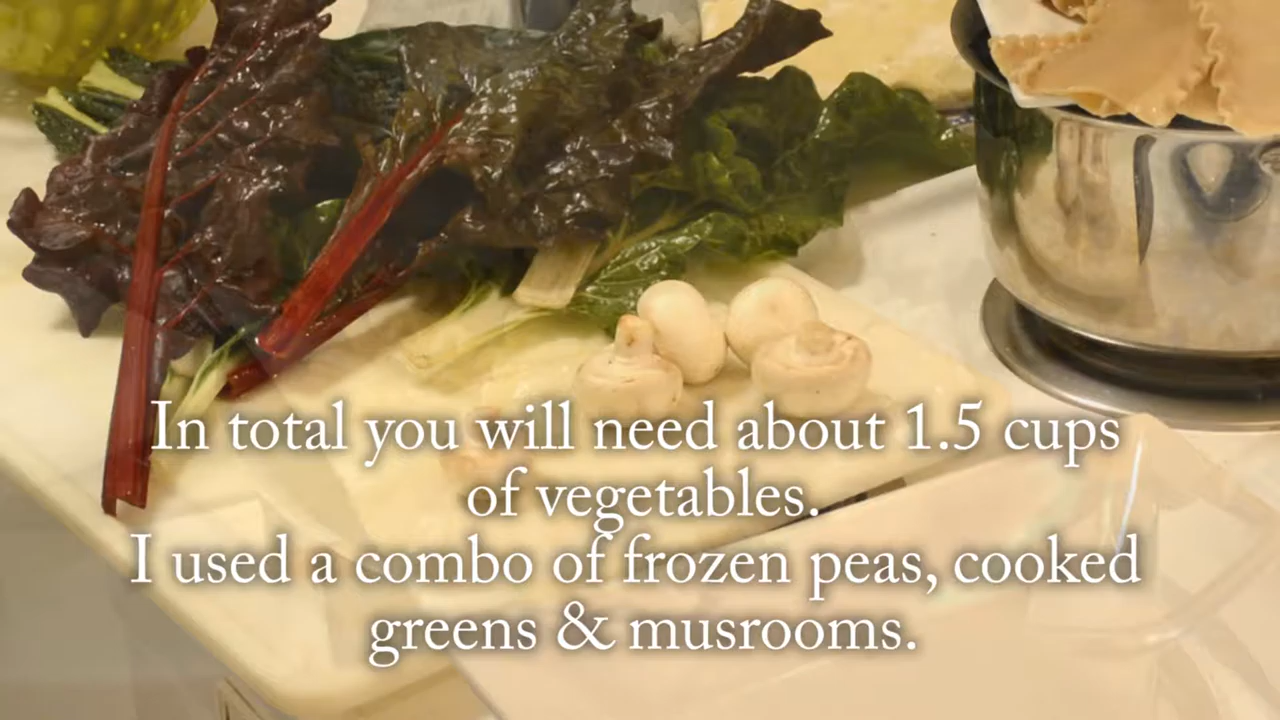 In total you will need about 1.5 cups
of vegetables.
I used a combo of frozen peas, cooked
greens & musrooms.